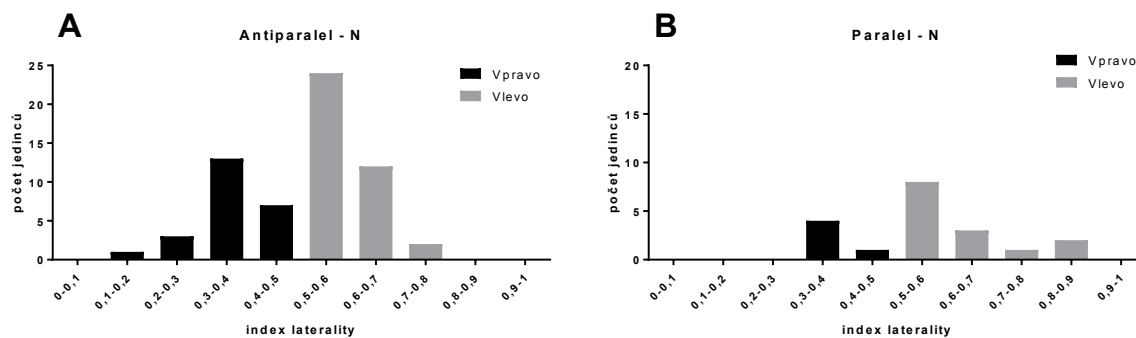 A
Antiparalel - N
25
20
15
10
5
0
počet jedinců
Vpravo
Vlevo
0-0,1
0,1-0,2
0,2-0,3
0,3-0,4
0,4-0,5
0,5-0,6
0,6-0,7
0,7-0,8
0,8-0,9
0,9-1
index laterality
B
Paralel - N
20
15
10
5
0
počet jedinců
Vpravo
Vlevo
0-0,1
0,1-0,2
0,2-0,3
0,3-0,4
0,4-0,5
0,5-0,6
0,6-0,7
0,7-0,8
0,8-0,9
0,9-1
index laterality